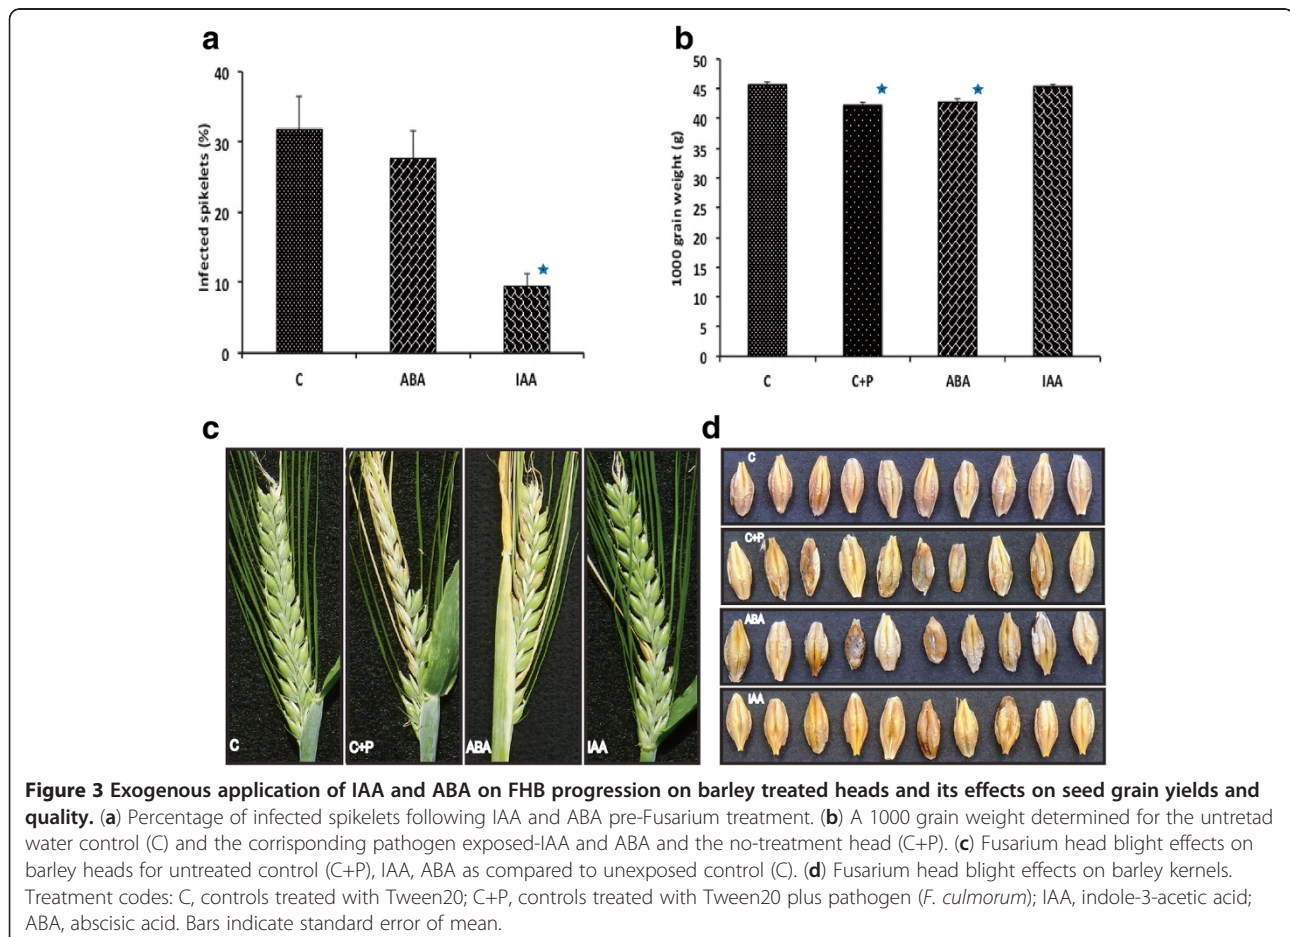 a
40
30
20
10
0
Infected spikelets (%)
C ABA IAA
b
50
45
40
35
30
25
20
15
10
5
0
1000 grain weight (g)
C C+P ABA IAA
c
C C+P ABA IAA
d
C
C+P
ABA
IAA
Figure 3 Exogenous application of IAA and ABA on FHB progression on barley treated heads and its effects on seed grain yields and
quality. (a) Percentage of infected spikelets following IAA and ABA pre-Fusarium treatment. (b) A 1000 grain weight determined for the untretad
water control (C) and the corrisponding pathogen exposed-IAA and ABA and the no-treatment head (C+P). (c) Fusarium head blight effects on
barley heads for untreated control (C+P), IAA, ABA as compared to unexposed control (C). (d) Fusarium head blight effects on barley kernels.
Treatment codes: C, controls treated with Tween20; C+P, controls treated with Tween20 plus pathogen (F. culmorum); IAA, indole-3-acetic acid;
ABA, abscisic acid. Bars indicate standard error of mean.